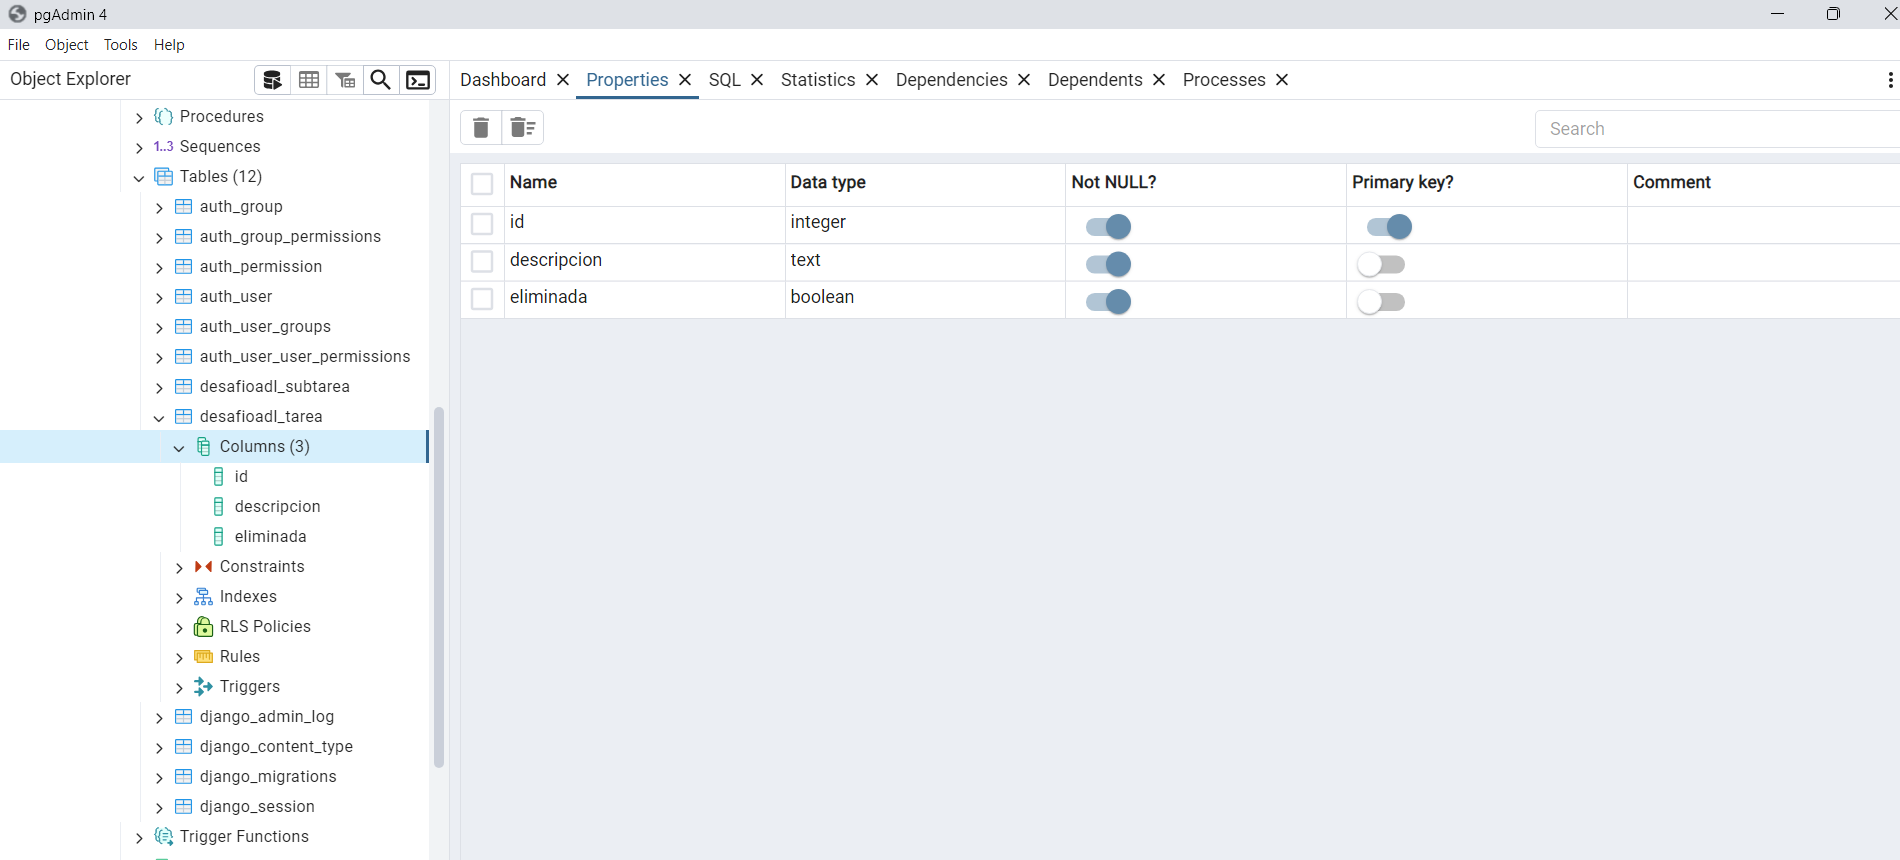 pgAdmin 4
File Object Tools Help
Object Explorer
Dashboard Properties SQL Statistics Dependencies Dependents Processes
Search
Procedures
1..3 Sequences
Tables (12)
auth_group
auth_group_permissions
auth_permission
auth_user
auth_user_groups
auth_user_user_permissions
desafioadl_subtarea
desafioadl_tarea
Columns (3)
id
descripcion
eliminada
Constraints
Indexes
RLS Policies
Rules
Triggers
django_admin_log
django_content_type
django_migrations
django_session
Trigger Functions
Name Data type Not NULL? Primary key? Comment
id integer
descripcion text
eliminada boolean